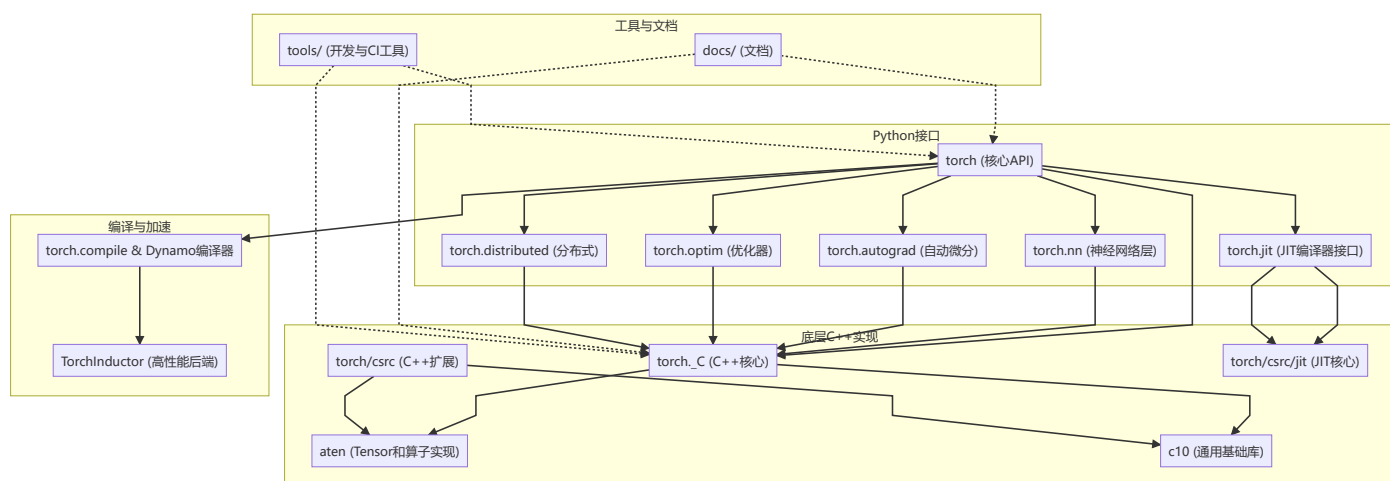 工具与文档
tools/ (开发与CI工具)
docs/ (文档)
Python接口
torch (核心API)
编译与加速
torch.compile & Dynamo编译器
torch.distributed (分布式)
torch.optim (优化器)
torch.autograd (自动微分)
torch.nn (神经网络层)
torch.jit (JIT编译器接口)
底层C++实现
TorchInductor (高性能后端)
torch/csrc (C++扩展)
torch._C (C++核心)
torch/csrc/jit (JIT核心)
aten (Tensor和算子实现)
c10 (通用基础库)